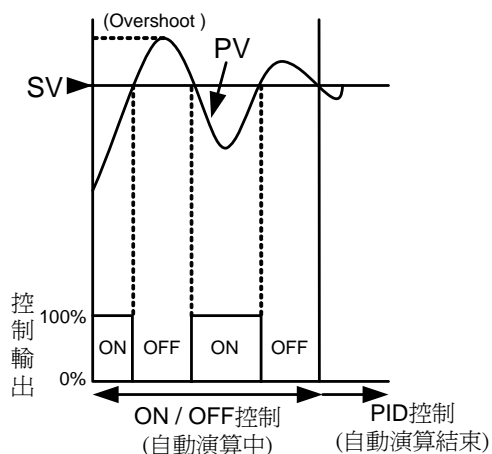 (Overshoot )
PV
SV
控制輸出
100%
0%
ON
OFF
ON
OFF
ON / OFF控制
(自動演算中)
PID控制
(自動演算結束)